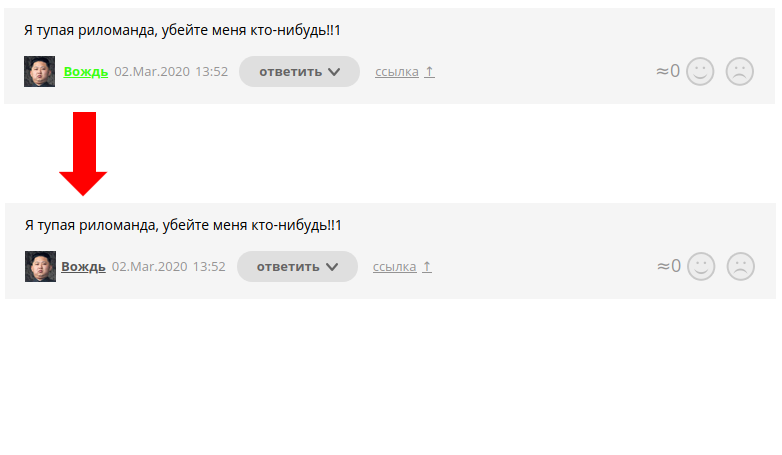 Я тупая риломанда, убейте меня кто-нибудь!!1
Вождь 02.Mar.2020 13:52 ответить ссылка ↑ ≈0
Я тупая риломанда, убейте меня кто-нибудь!!1
Вождь 02.Mar.2020 13:52 ответить ссылка ↑ ≈0